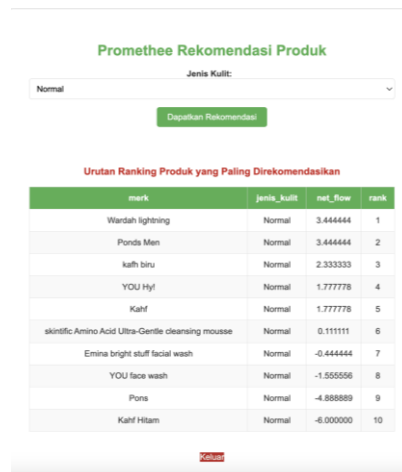 Promethee Rekomendasi Produk
Jenis Kulit:
Normal
Dapatkan Rekomendasi
Urutan Ranking Produk yang Paling Direkomendasikan
merk jenis_kulit net_flow rank
Wardah lightning Normal 3.444444 1
Ponds Men Normal 3.444444 2
kafh biru Normal 2.333333 3
YOU Hy! Normal 1.777778 4
Kahf Normal 1.777778 5
skintific Amino Acid Ultra-Gentle cleansing mousse Normal 0.111111 6
Emina bright stuff facial wash Normal -0.444444 7
YOU face wash Normal -1.555556 8
Pons Normal -4.888889 9
Kahf Hitam Normal -6.000000 10
Keluar